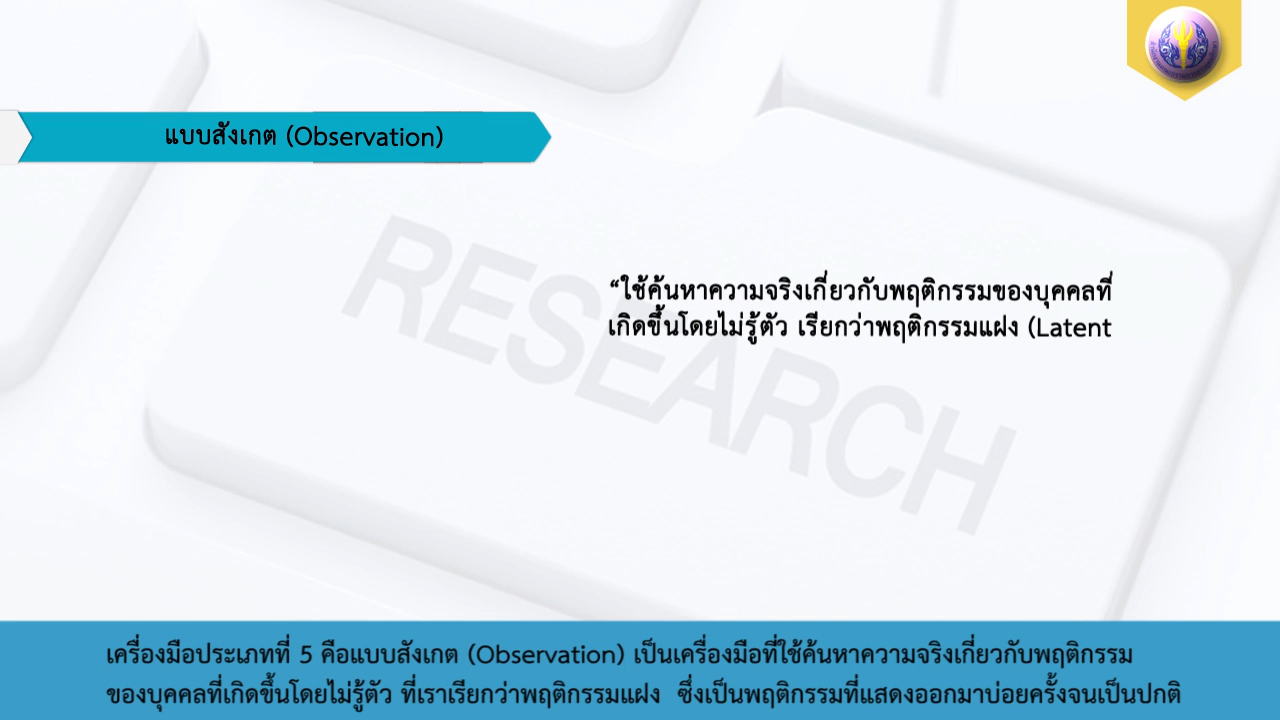 แบบสังเกต (Observation)
RESEARCH
“ใช้ค้นหาความจริงเกี่ยวกับพฤติกรรมของบุคคลที่
เกิดขึ้นโดยไม่รู้ตัว เรียกว่าพฤติกรรมแฝง (Latent
เครื่องมือประเภทที่ 5 คือแบบสังเกต (Observation) เป็นเครื่องมือที่ใช้ค้นหาความจริงเกี่ยวกับพฤติกรรม
ของบุคคลที่เกิดขึ้นโดยไม่รู้ตัว ที่เราเรียกว่าพฤติกรรมแฝง ซึ่งเป็นพฤติกรรมที่แสดงออกมาบ่อยครั้งจนเป็นปกติ